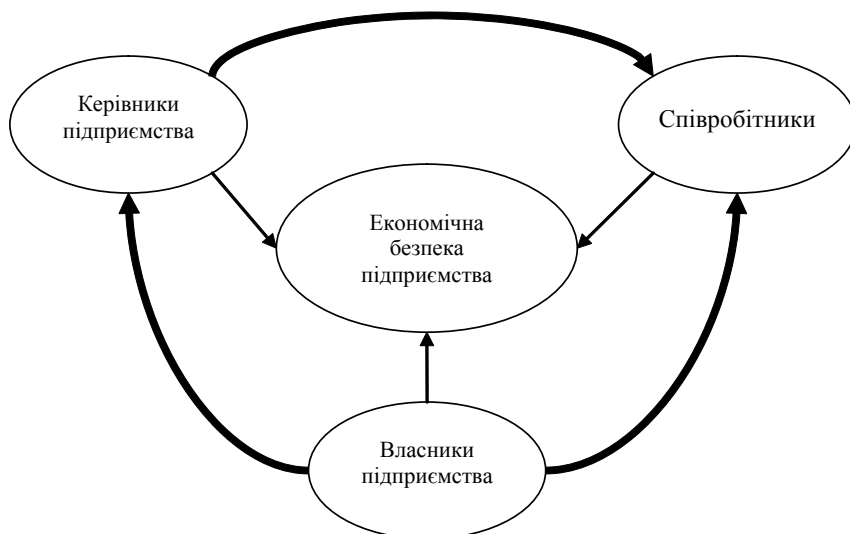 Керівники
підприємства
Співробітники
Економічна
безпека
підприємства
Власники
підприємства